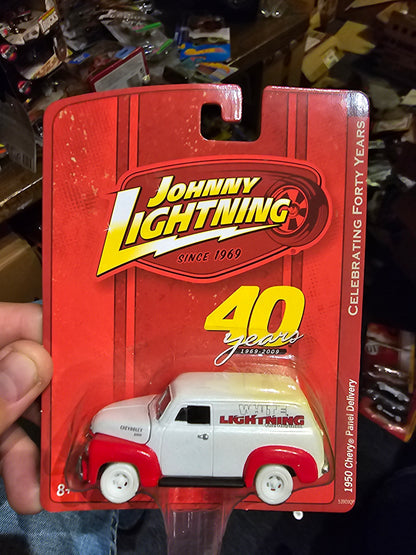 JOHNNY
LIGHTNING
®
SINCE 1969
CELEBRATING FORTY YEARS
40
years
1969-2009
WHITE
LIGHTNING
CHEVROLET
1950 Chevy® Panel Delivery
8+